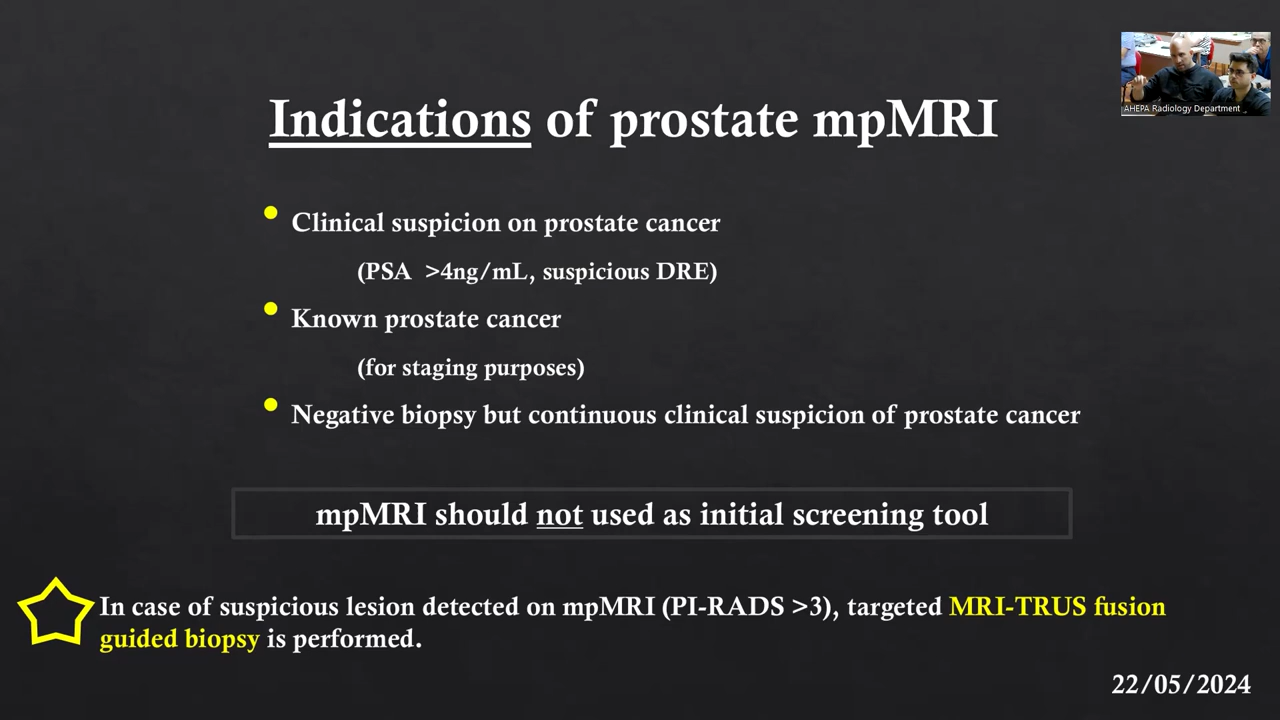 AHEPA Radiology Department
Indications of prostate mpMRI
Clinical suspicion on prostate cancer
(PSA >4ng/mL, suspicious DRE)
Known prostate cancer
(for staging purposes)
Negative biopsy but continuous clinical suspicion of prostate cancer
mpMRI should not used as initial screening tool
In case of suspicious lesion detected on mpMRI (PI-RADS >3), targeted MRI-TRUS fusion
guided biopsy is performed.
22/05/2024